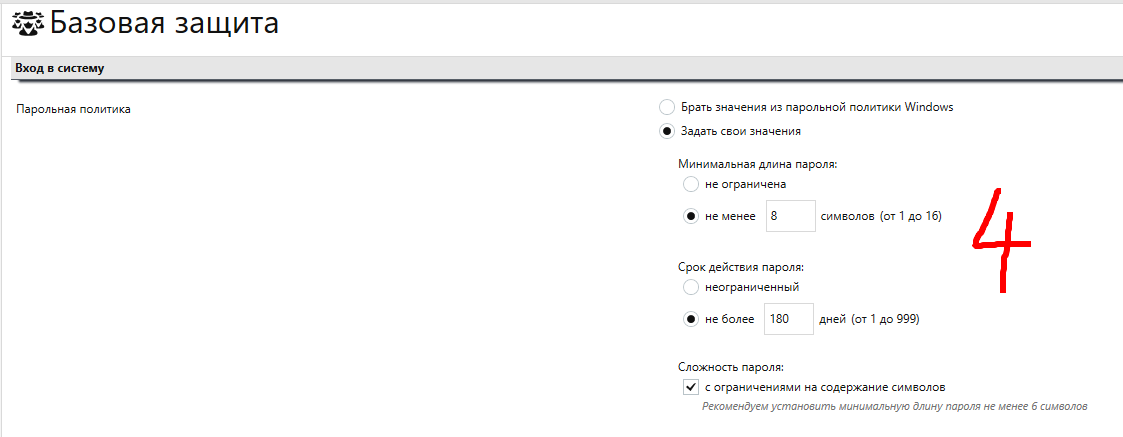 Базовая защита
Вход в систему
Парольная политика
Брать значения из парольной политики Windows
Задать свои значения
Минимальная длина пароля:
не ограничена
не менее 8 символов (от 1 до 16)
4
Срок действия пароля:
неограниченный
не более 180 дней (от 1 до 999)
Сложность пароля:
с ограничениями на содержание символов
Рекомендуем установить минимальную длину пароля не менее 6 символов